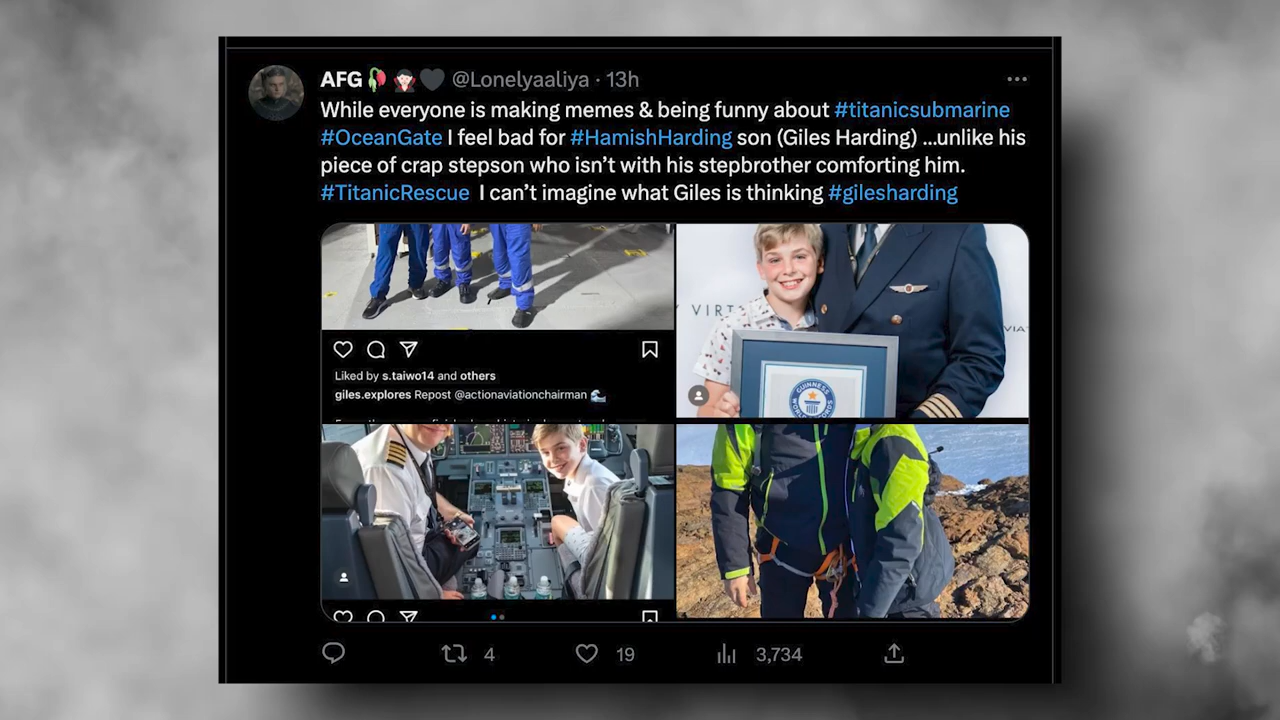 AFG🥀🧛🏻🖤 @Lonelyaaliya · 13h
While everyone is making memes & being funny about #titanicsubmarine
#OceanGate I feel bad for #HamishHarding son (Giles Harding) ...unlike his
piece of crap stepson who isn’t with his stepbrother comforting him.
#TitanicRescue I can’t imagine what Giles is thinking #gilesharding
VIRT
VIA
GUINNESS
Liked by s.taiwo14 and others
giles.explores Repost @actionaviationchairman 🌊
4 19 3,734